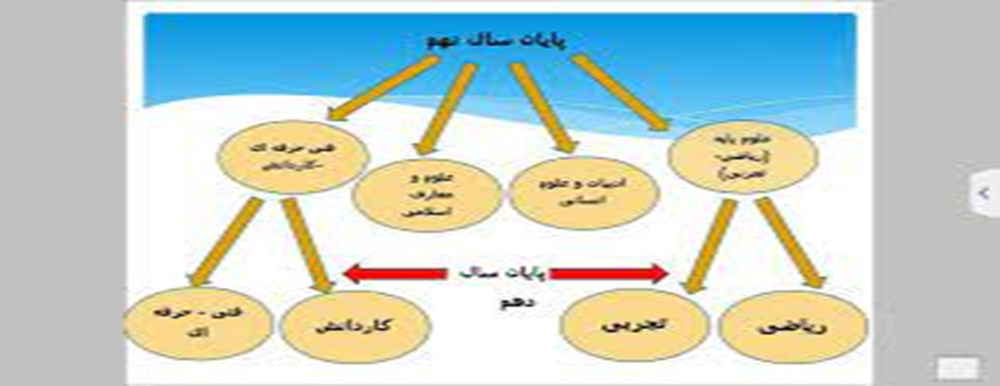 پایان سال نهم
علوم پایه
(ریاضی-
تجربی)
ادبیات و علوم
انسانی
علوم و
معارف
اسلامی
فنی حرفه ای
-کاردانش
پایان سال
دهم
ریاضی
تجربی
کاردانش
فنی - حرفه
ای